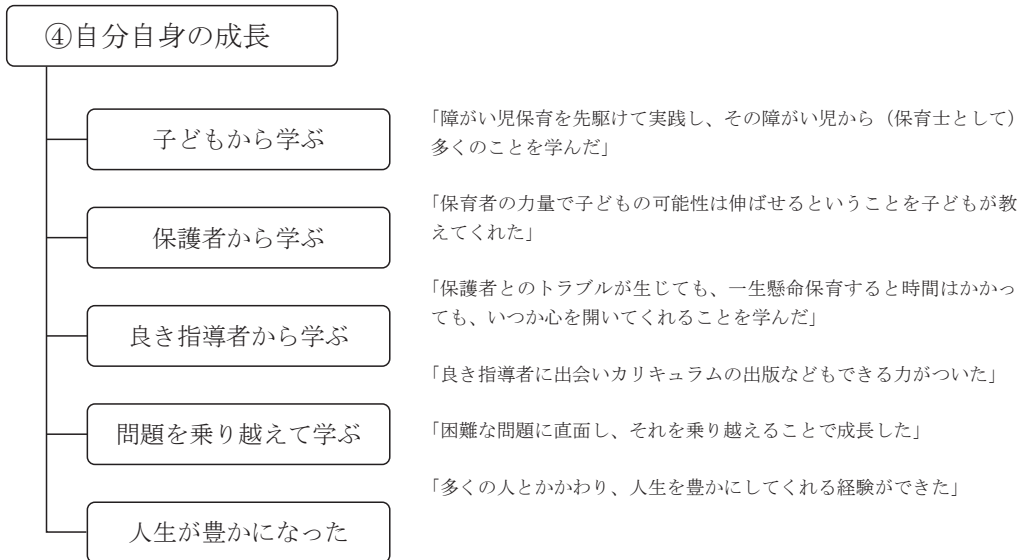 ④自分自身の成長
子どもから学ぶ
保護者から学ぶ
良き指導者から学ぶ
問題を乗り越えて学ぶ
人生が豊かになった
「障がい児保育を先駆けて実践し、その障がい児から（保育士として）
多くのことを学んだ」
「保育者の力量で子どもの可能性は伸ばせるということを子どもが教
えてくれた」
「保護者とのトラブルが生じても、一生懸命保育すると時間はかかっ
ても、いつか心を開いてくれることを学んだ」
「良き指導者に出会いカリキュラムの出版などもできる力がついた」
「困難な問題に直面し、それを乗り越えることで成長した」
「多くの人とかかわり、人生を豊かにしてくれる経験ができた」